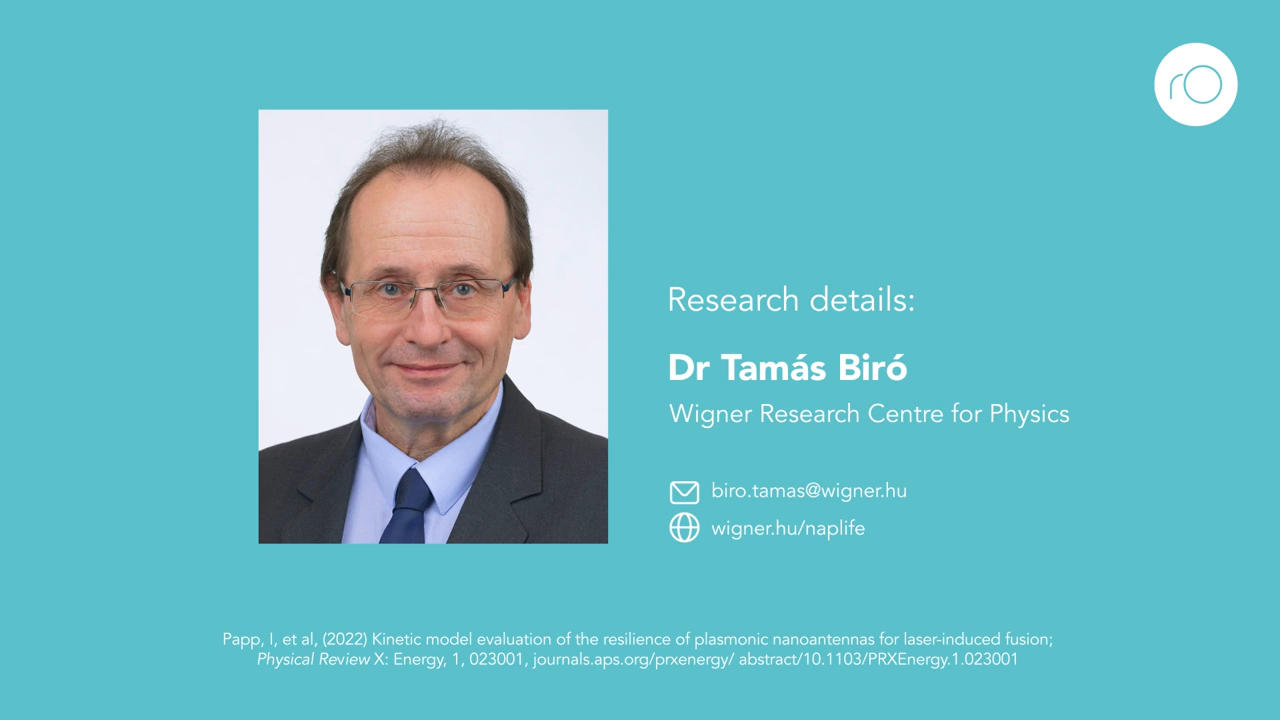 rO
Research details:
Dr Tamás Biró
Wigner Research Centre for Physics
biro.tamas@wigner.hu
wigner.hu/naplife
Papp, I, et al, (2022) Kinetic model evaluation of the resilience of plasmonic nanoantennas for laser-induced fusion;
Physical Review X: Energy, 1, 023001, journals.aps.org/prxenergy/ abstract/10.1103/PRXEnergy.1.023001